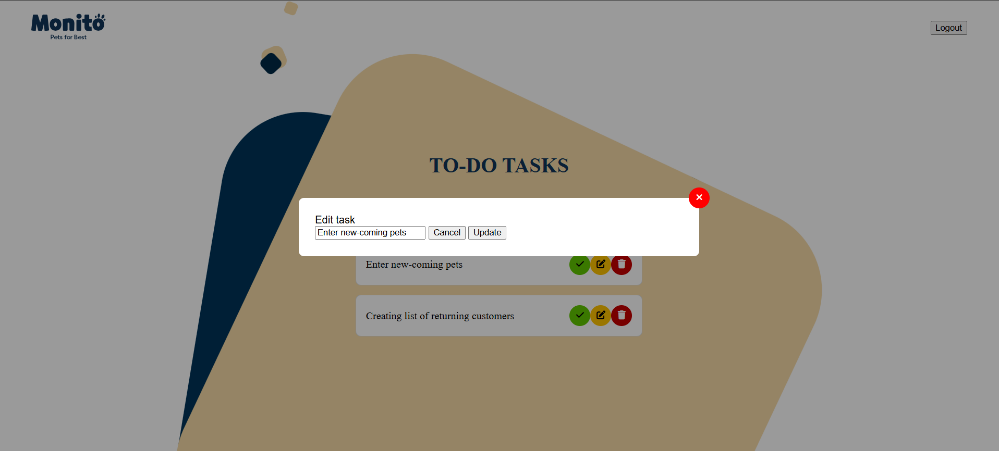 Monito
Pets for Best
Logout
TO-DO TASKS
Edit task
Enter new-coming pets Cancel Update
Enter new-coming pets
Creating list of returning customers